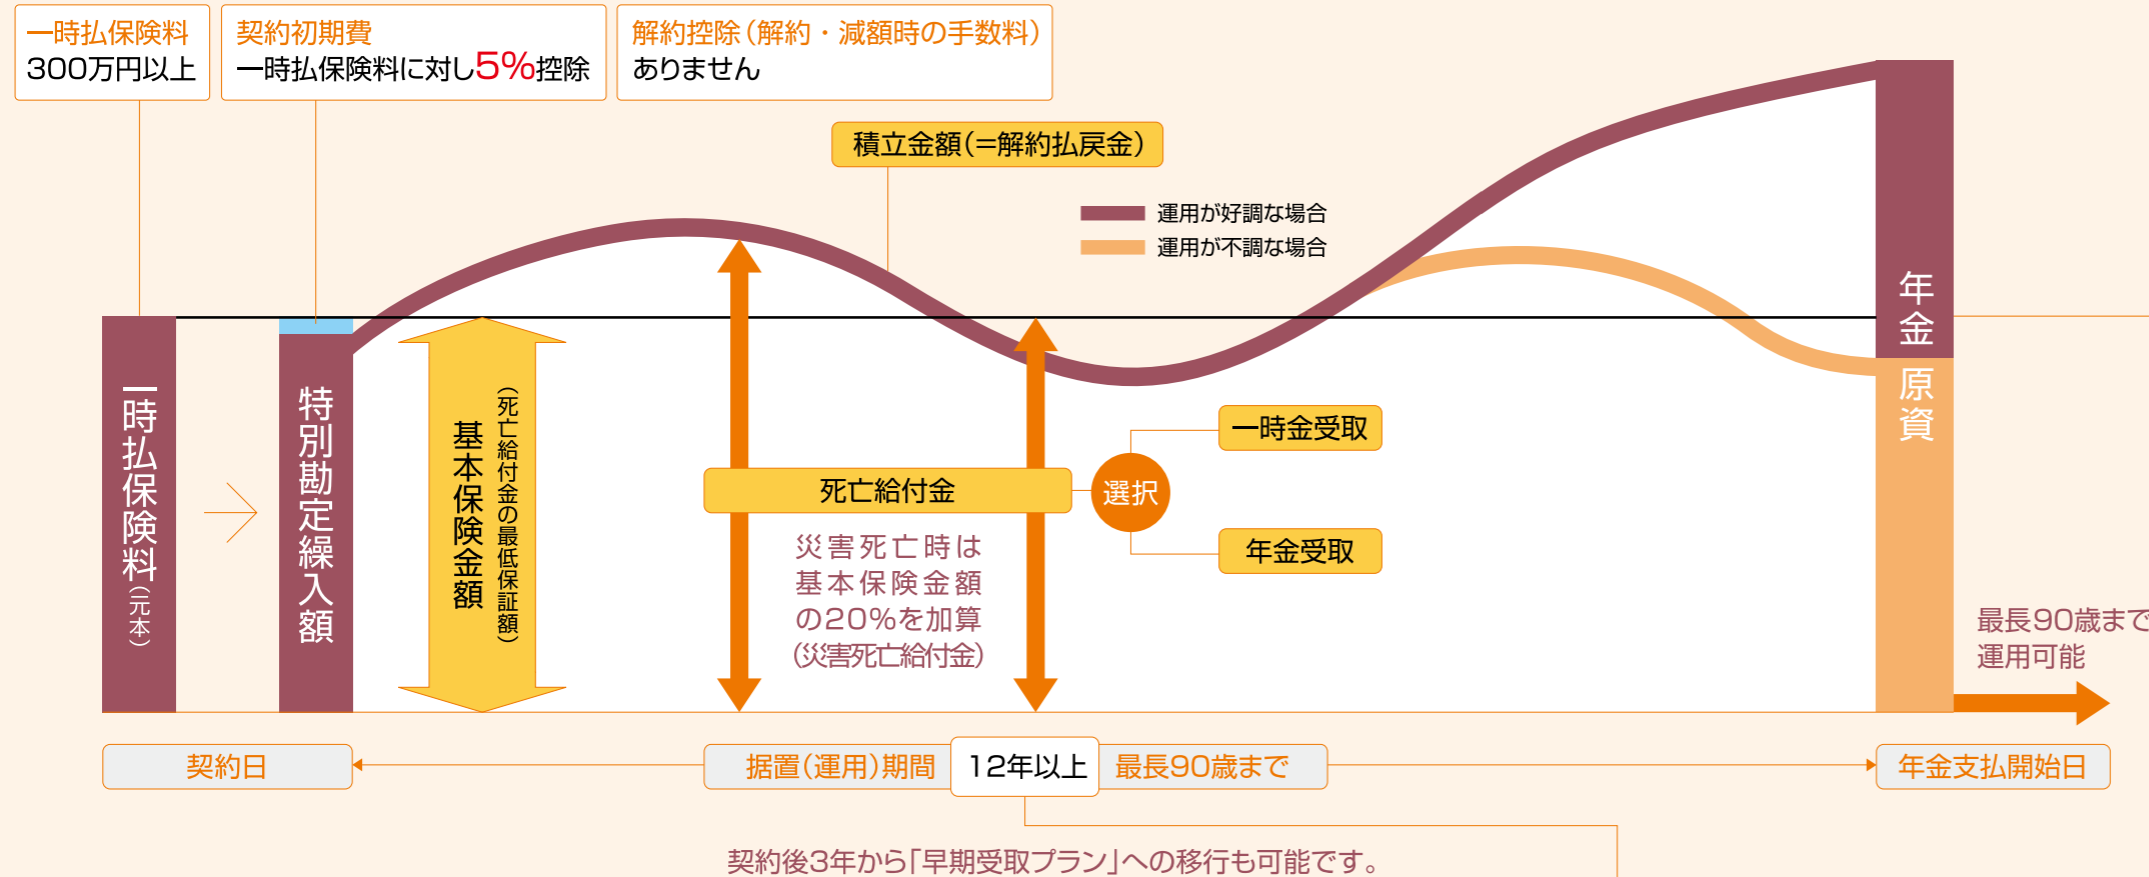 一時払保険料
300万円以上
契約初期費
一時払保険料に対し5%控除
解約控除(解約・減額時の手数料)
ありません
積立金額(=解約払戻金)
運用が好調な場合
運用が不調な場合
一時払保険料(元本)
特別勘定繰入額
基本保険金額
(死亡給付金の最低保証額)
死亡給付金
選択
一時金受取
年金受取
災害死亡時は
基本保険金額
の20%を加算
(災害死亡給付金)
年金原資
最長90歳まで
運用可能
契約日
据置(運用)期間
12年以上
最長90歳まで
年金支払開始日
契約後3年から「早期受取プラン」への移行も可能です。